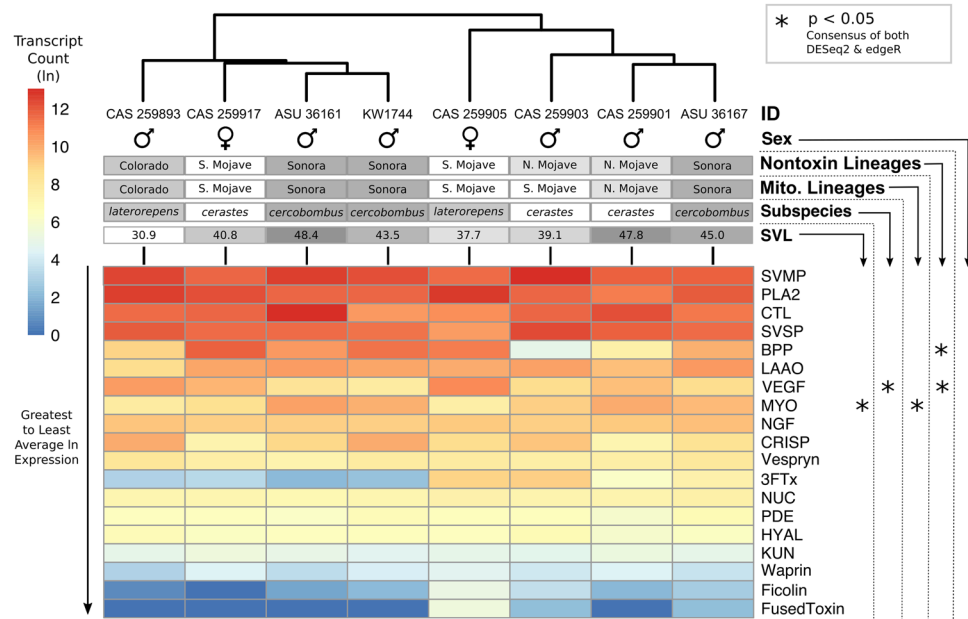 * p < 0.05
Consensus of both
DESeq2 & edgeR
Transcript
Count
(ln)
12
10
8
6
4
2
0
CAS 259893 CAS 259917 ASU 36161 KW1744 CAS 259905 CAS 259903 CAS 259901 ASU 36167 ID
♂ ♀ ♂ ♂ ♀ ♂ ♂ ♂ Sex
Colorado S. Mojave Sonora Sonora S. Mojave N. Mojave N. Mojave Sonora Nontoxin Lineages
Colorado S. Mojave Sonora Sonora S. Mojave S. Mojave N. Mojave Sonora Mito. Lineages
laterorepens cerastes cercobombus cercobombus laterorepens cerastes cerastes cercobombus Subspecies
30.9 40.8 48.4 43.5 37.7 39.1 47.8 45.0 SVL
SVMP
PLA2
CTL
SVSP
BPP *
LAAO
VEGF * *
MYO * *
NGF
CRISP
Vespryn
3FTx
NUC
PDE
HYAL
KUN
Waprin
Ficolin
FusedToxin
Greatest
to Least
Average ln
Expression